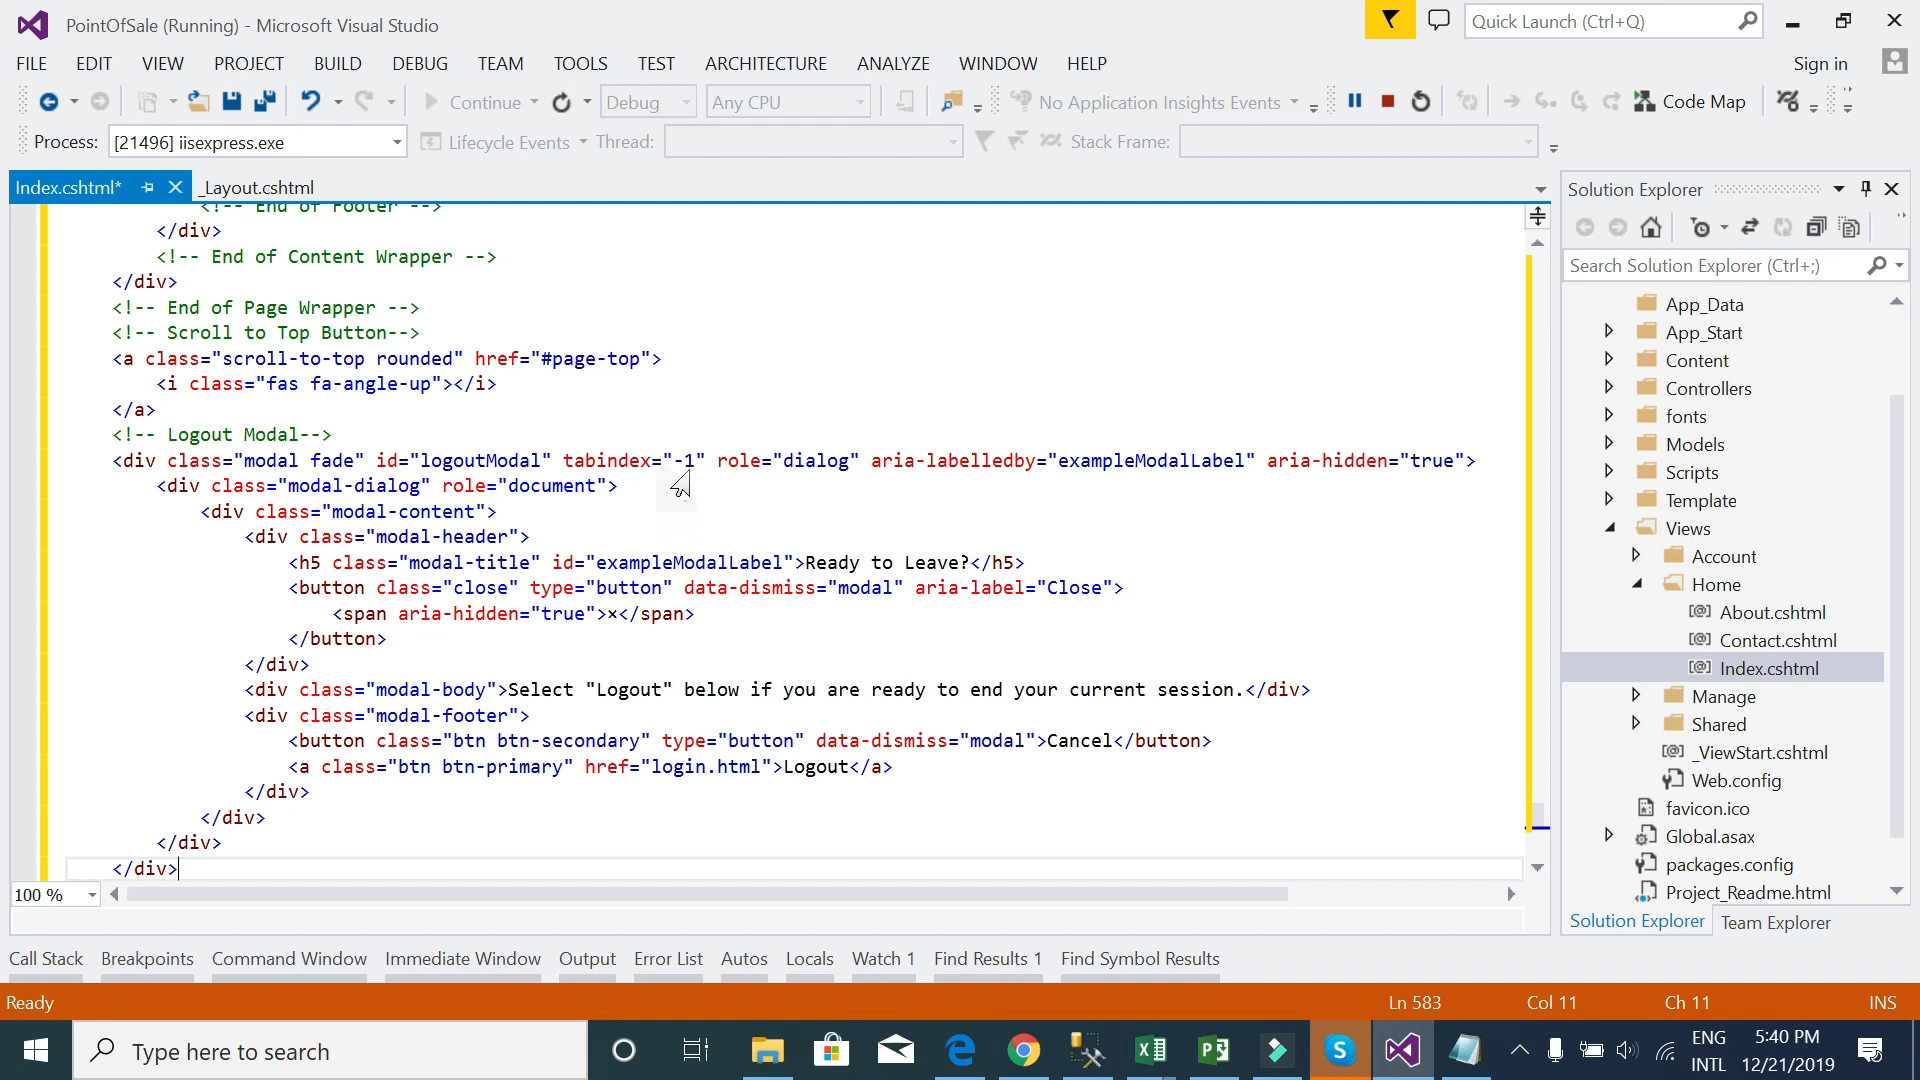 PointOfSale (Running) - Microsoft Visual Studio
Quick Launch (Ctrl+Q)
FILE EDIT VIEW PROJECT BUILD DEBUG TEAM TOOLS TEST ARCHITECTURE ANALYZE WINDOW HELP
Sign in
Continue Debug Any CPU No Application Insights Events Code Map
Process: [21496] iisexpress.exe Lifecycle Events Thread: Stack Frame:
Index.cshtml* _Layout.cshtml
<!-- End of Footer -->
</div>
<!-- End of Content Wrapper -->
</div>
<!-- End of Page Wrapper -->
<!-- Scroll to Top Button-->
<a class="scroll-to-top rounded" href="#page-top">
<i class="fas fa-angle-up"></i>
</a>
<!-- Logout Modal-->
<div class="modal fade" id="logoutModal" tabindex="-1" role="dialog" aria-labelledby="exampleModalLabel" aria-hidden="true">
<div class="modal-dialog" role="document">
<div class="modal-content">
<div class="modal-header">
<h5 class="modal-title" id="exampleModalLabel">Ready to Leave?</h5>
<button class="close" type="button" data-dismiss="modal" aria-label="Close">
<span aria-hidden="true">×</span>
</button>
</div>
<div class="modal-body">Select "Logout" below if you are ready to end your current session.</div>
<div class="modal-footer">
<button class="btn btn-secondary" type="button" data-dismiss="modal">Cancel</button>
<a class="btn btn-primary" href="login.html">Logout</a>
</div>
</div>
</div>
</div>
100 %
Solution Explorer
Search Solution Explorer (Ctrl+;)
App_Data
App_Start
Content
Controllers
fonts
Models
Scripts
Template
Views
Account
Home
About.cshtml
Contact.cshtml
Index.cshtml
Manage
Shared
_ViewStart.cshtml
Web.config
favicon.ico
Global.asax
packages.config
Project_Readme.html
Solution Explorer Team Explorer
Call Stack Breakpoints Command Window Immediate Window Output Error List Autos Locals Watch 1 Find Results 1 Find Symbol Results
Ready Ln 583 Col 11 Ch 11 INS
Type here to search
ENG
INTL
5:40 PM
12/21/2019